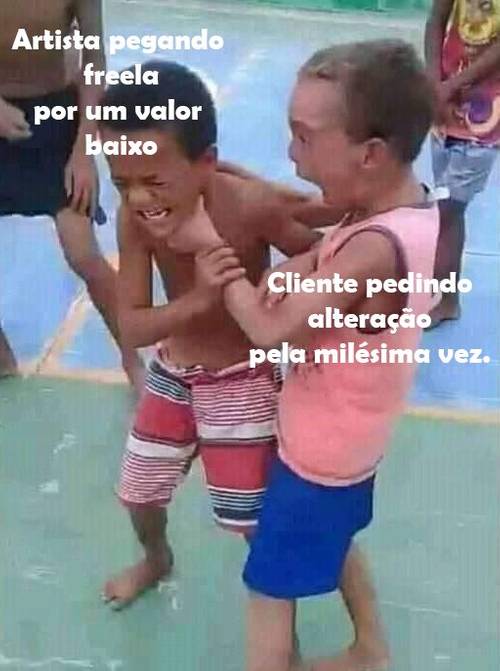 Artista pegando
freela
por um valor
baixo
Cliente pedindo
alteração
pela milésima vez.